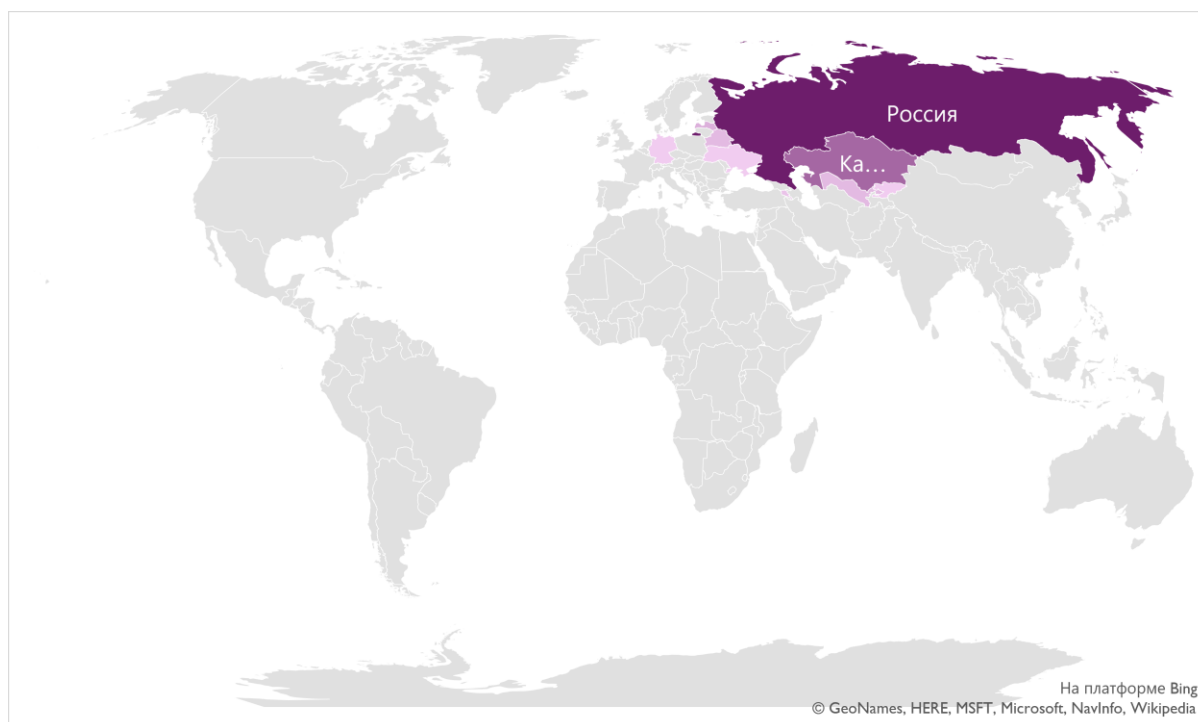 Россия
Ка...
На платформе Bing
© GeoNames, HERE, MSFT, Microsoft, NavInfo, Wikipedia